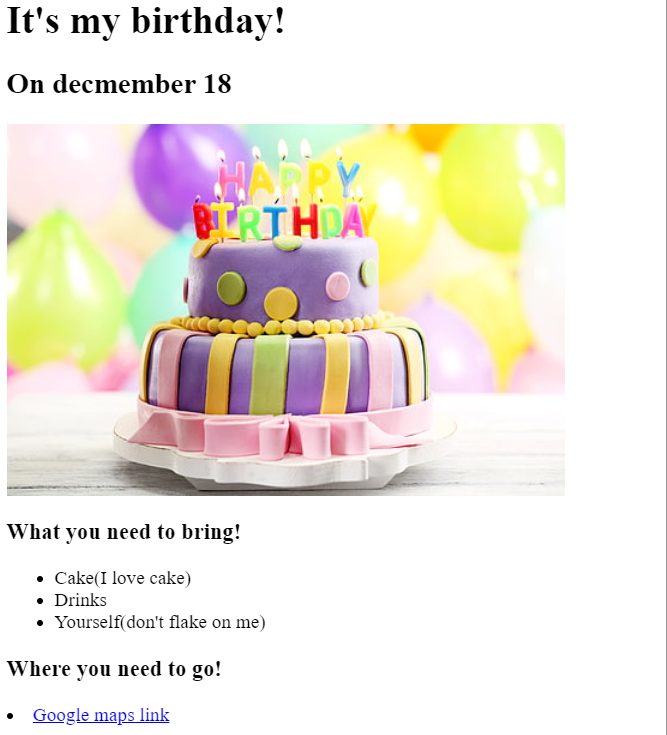 It's my birthday!
On decmember 18
HAPPY
BIRTHDAY
What you need to bring!
Cake(I love cake)
Drinks
Yourself(don't flake on me)
Where you need to go!
Google maps link